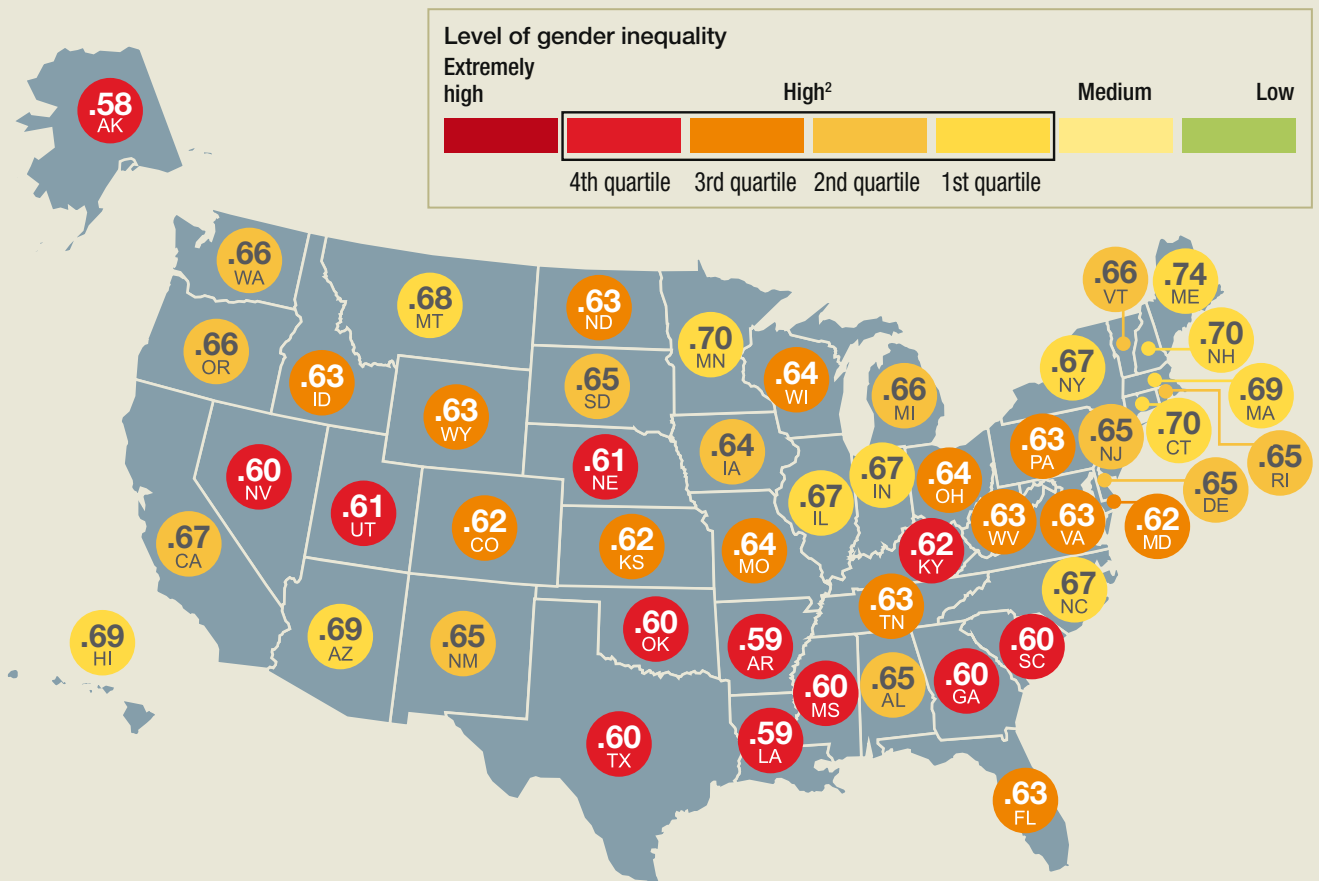 Level of gender inequality
Extremely
high
High²
Medium
Low
4th quartile
3rd quartile
2nd quartile
1st quartile
.58
AK
.66
WA
.68
MT
.63
ND
.70
MN
.66
VT
.74
ME
.66
OR
.63
ID
.63
WY
.65
SD
.64
WI
.66
MI
.67
NY
.70
NH
.69
MA
.60
NV
.61
UT
.61
NE
.64
IA
.67
IL
.67
IN
.64
OH
.63
PA
.65
NJ
.70
CT
.65
RI
.65
DE
.67
CA
.62
CO
.62
KS
.64
MO
.62
KY
.63
WV
.63
VA
.62
MD
.69
HI
.69
AZ
.65
NM
.60
OK
.59
AR
.63
TN
.67
NC
.60
TX
.59
LA
.60
MS
.65
AL
.60
GA
.60
SC
.63
FL